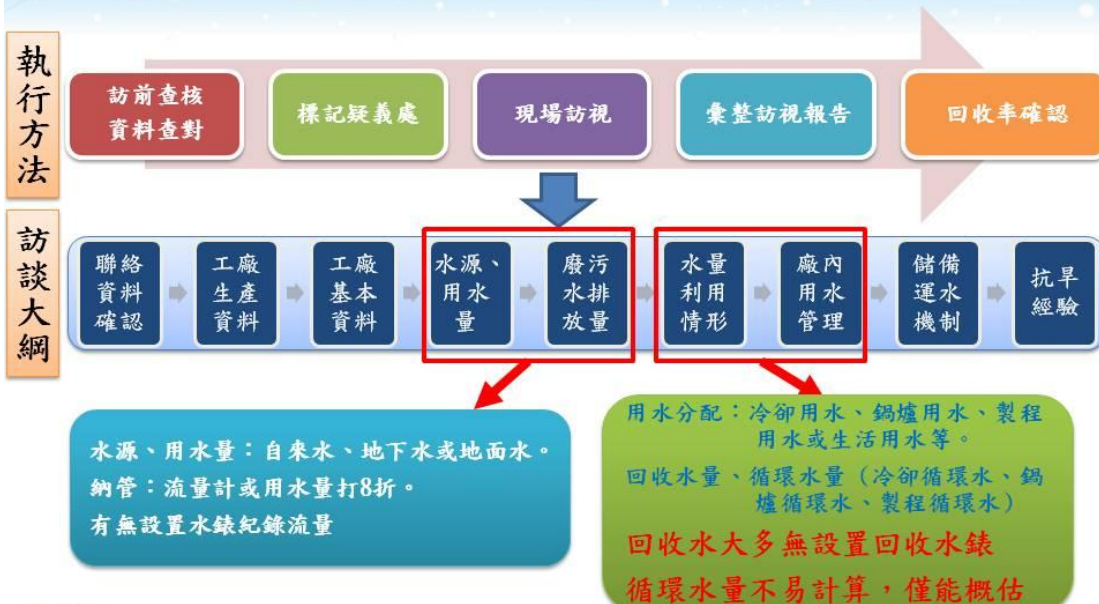 執行方法
訪前查核
資料查對
標記疑義處
現場訪視
彙整訪視報告
回收率確認
訪談大綱
聯絡
資料
確認
工廠
生產
資料
工廠
基本
資料
水源、
用水
量
廢污
水排
放量
水量
利用
情形
廠內
用水
管理
儲備
運水
機制
抗旱
經驗
水源、用水量：自來水、地下水或地面水。
納管：流量計或用水量打8折。
有無設置水錶紀錄流量
用水分配：冷卻用水、鍋爐用水、製程
用水或生活用水等。
回收水量、循環水量（冷卻循環水、鍋
爐循環水、製程循環水）
回收水大多無設置回收水錶
循環水量不易計算，僅能概估